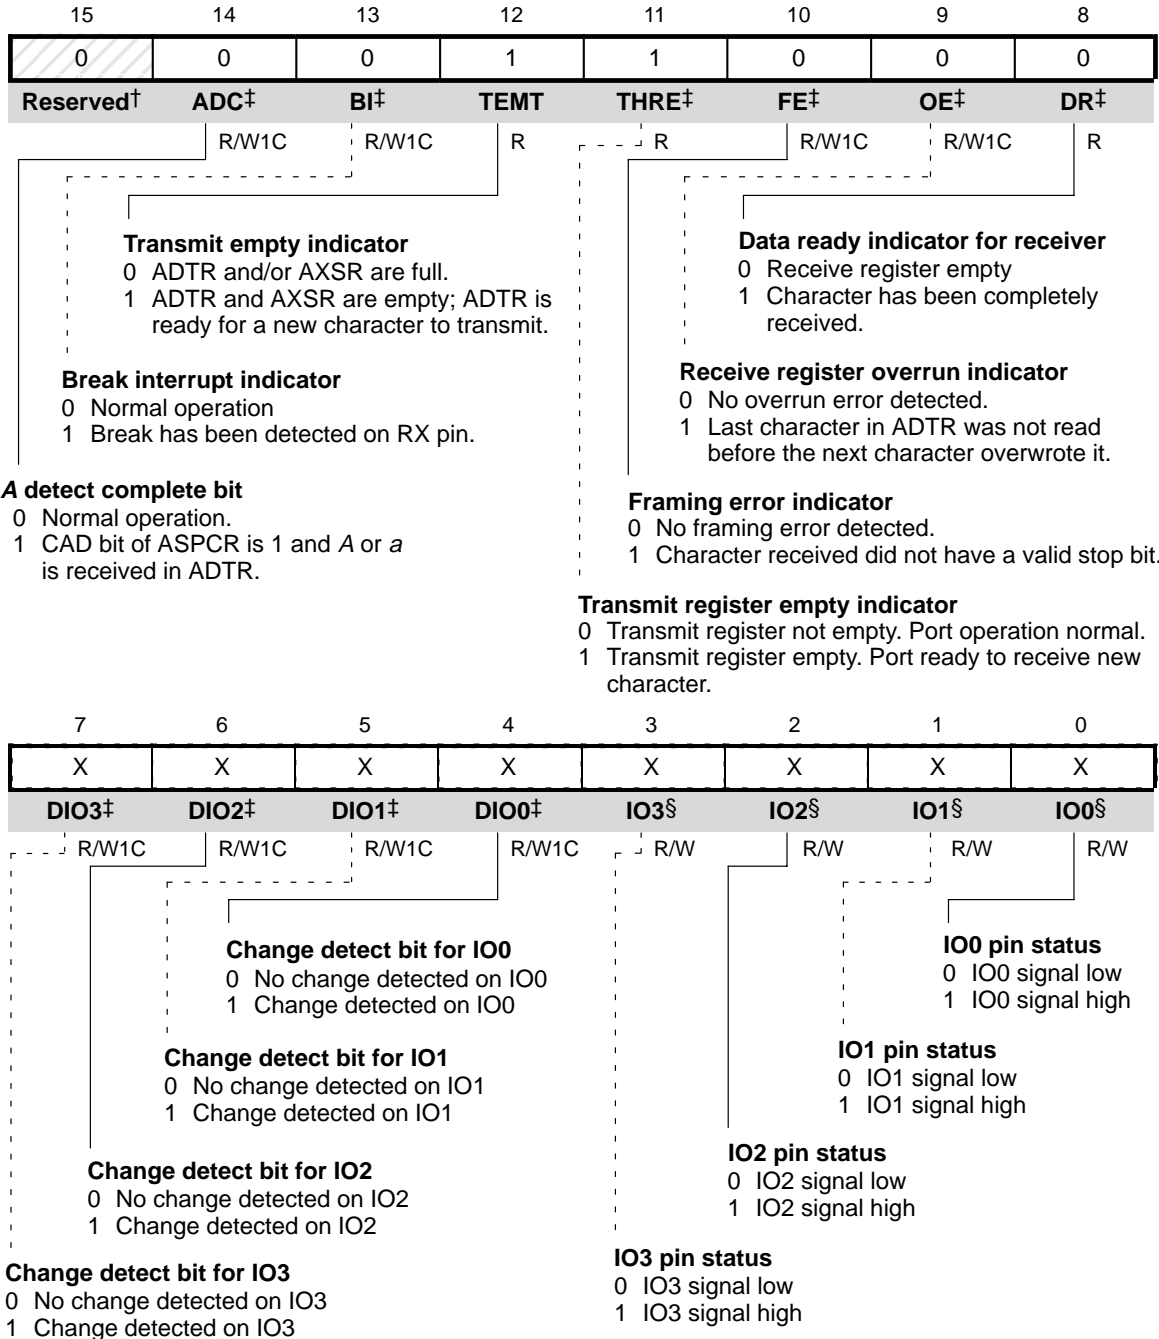 15 14 13 12 11 10 9 8
0 0 0 1 1 0 0 0
Reserved† ADC‡ BI‡ TEMT THRE‡ FE‡ OE‡ DR‡
R/W1C R/W1C R R R/W1C R/W1C R
Transmit empty indicator
0 ADTR and/or AXSR are full.
1 ADTR and AXSR are empty; ADTR is
ready for a new character to transmit.
Data ready indicator for receiver
0 Receive register empty
1 Character has been completely
received.
Break interrupt indicator
0 Normal operation
1 Break has been detected on RX pin.
Receive register overrun indicator
0 No overrun error detected.
1 Last character in ADTR was not read
before the next character overwrote it.
A detect complete bit
0 Normal operation.
1 CAD bit of ASPCR is 1 and A or a
is received in ADTR.
Framing error indicator
0 No framing error detected.
1 Character received did not have a valid stop bit.
Transmit register empty indicator
0 Transmit register not empty. Port operation normal.
1 Transmit register empty. Port ready to receive new
character.
7 6 5 4 3 2 1 0
X X X X X X X X
DIO3‡ DIO2‡ DIO1‡ DIO0‡ IO3§ IO2§ IO1§ IO0§
R/W1C R/W1C R/W1C R/W1C R/W R/W R/W R/W
Change detect bit for IO0
0 No change detected on IO0
1 Change detected on IO0
IO0 pin status
0 IO0 signal low
1 IO0 signal high
Change detect bit for IO1
0 No change detected on IO1
1 Change detected on IO1
IO1 pin status
0 IO1 signal low
1 IO1 signal high
Change detect bit for IO2
0 No change detected on IO2
1 Change detected on IO2
IO2 pin status
0 IO2 signal low
1 IO2 signal high
Change detect bit for IO3
0 No change detected on IO3
1 Change detected on IO3
IO3 pin status
0 IO3 signal low
1 IO3 signal high